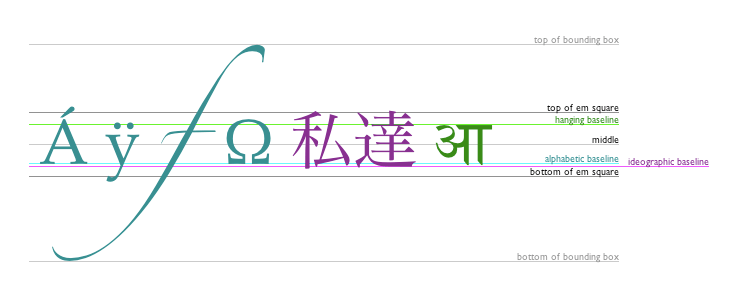 top of bounding box
top of em square
hanging baseline
Áÿ f Ω 私達 अ
middle
alphabetic baseline
ideographic baseline
bottom of em square
bottom of bounding box